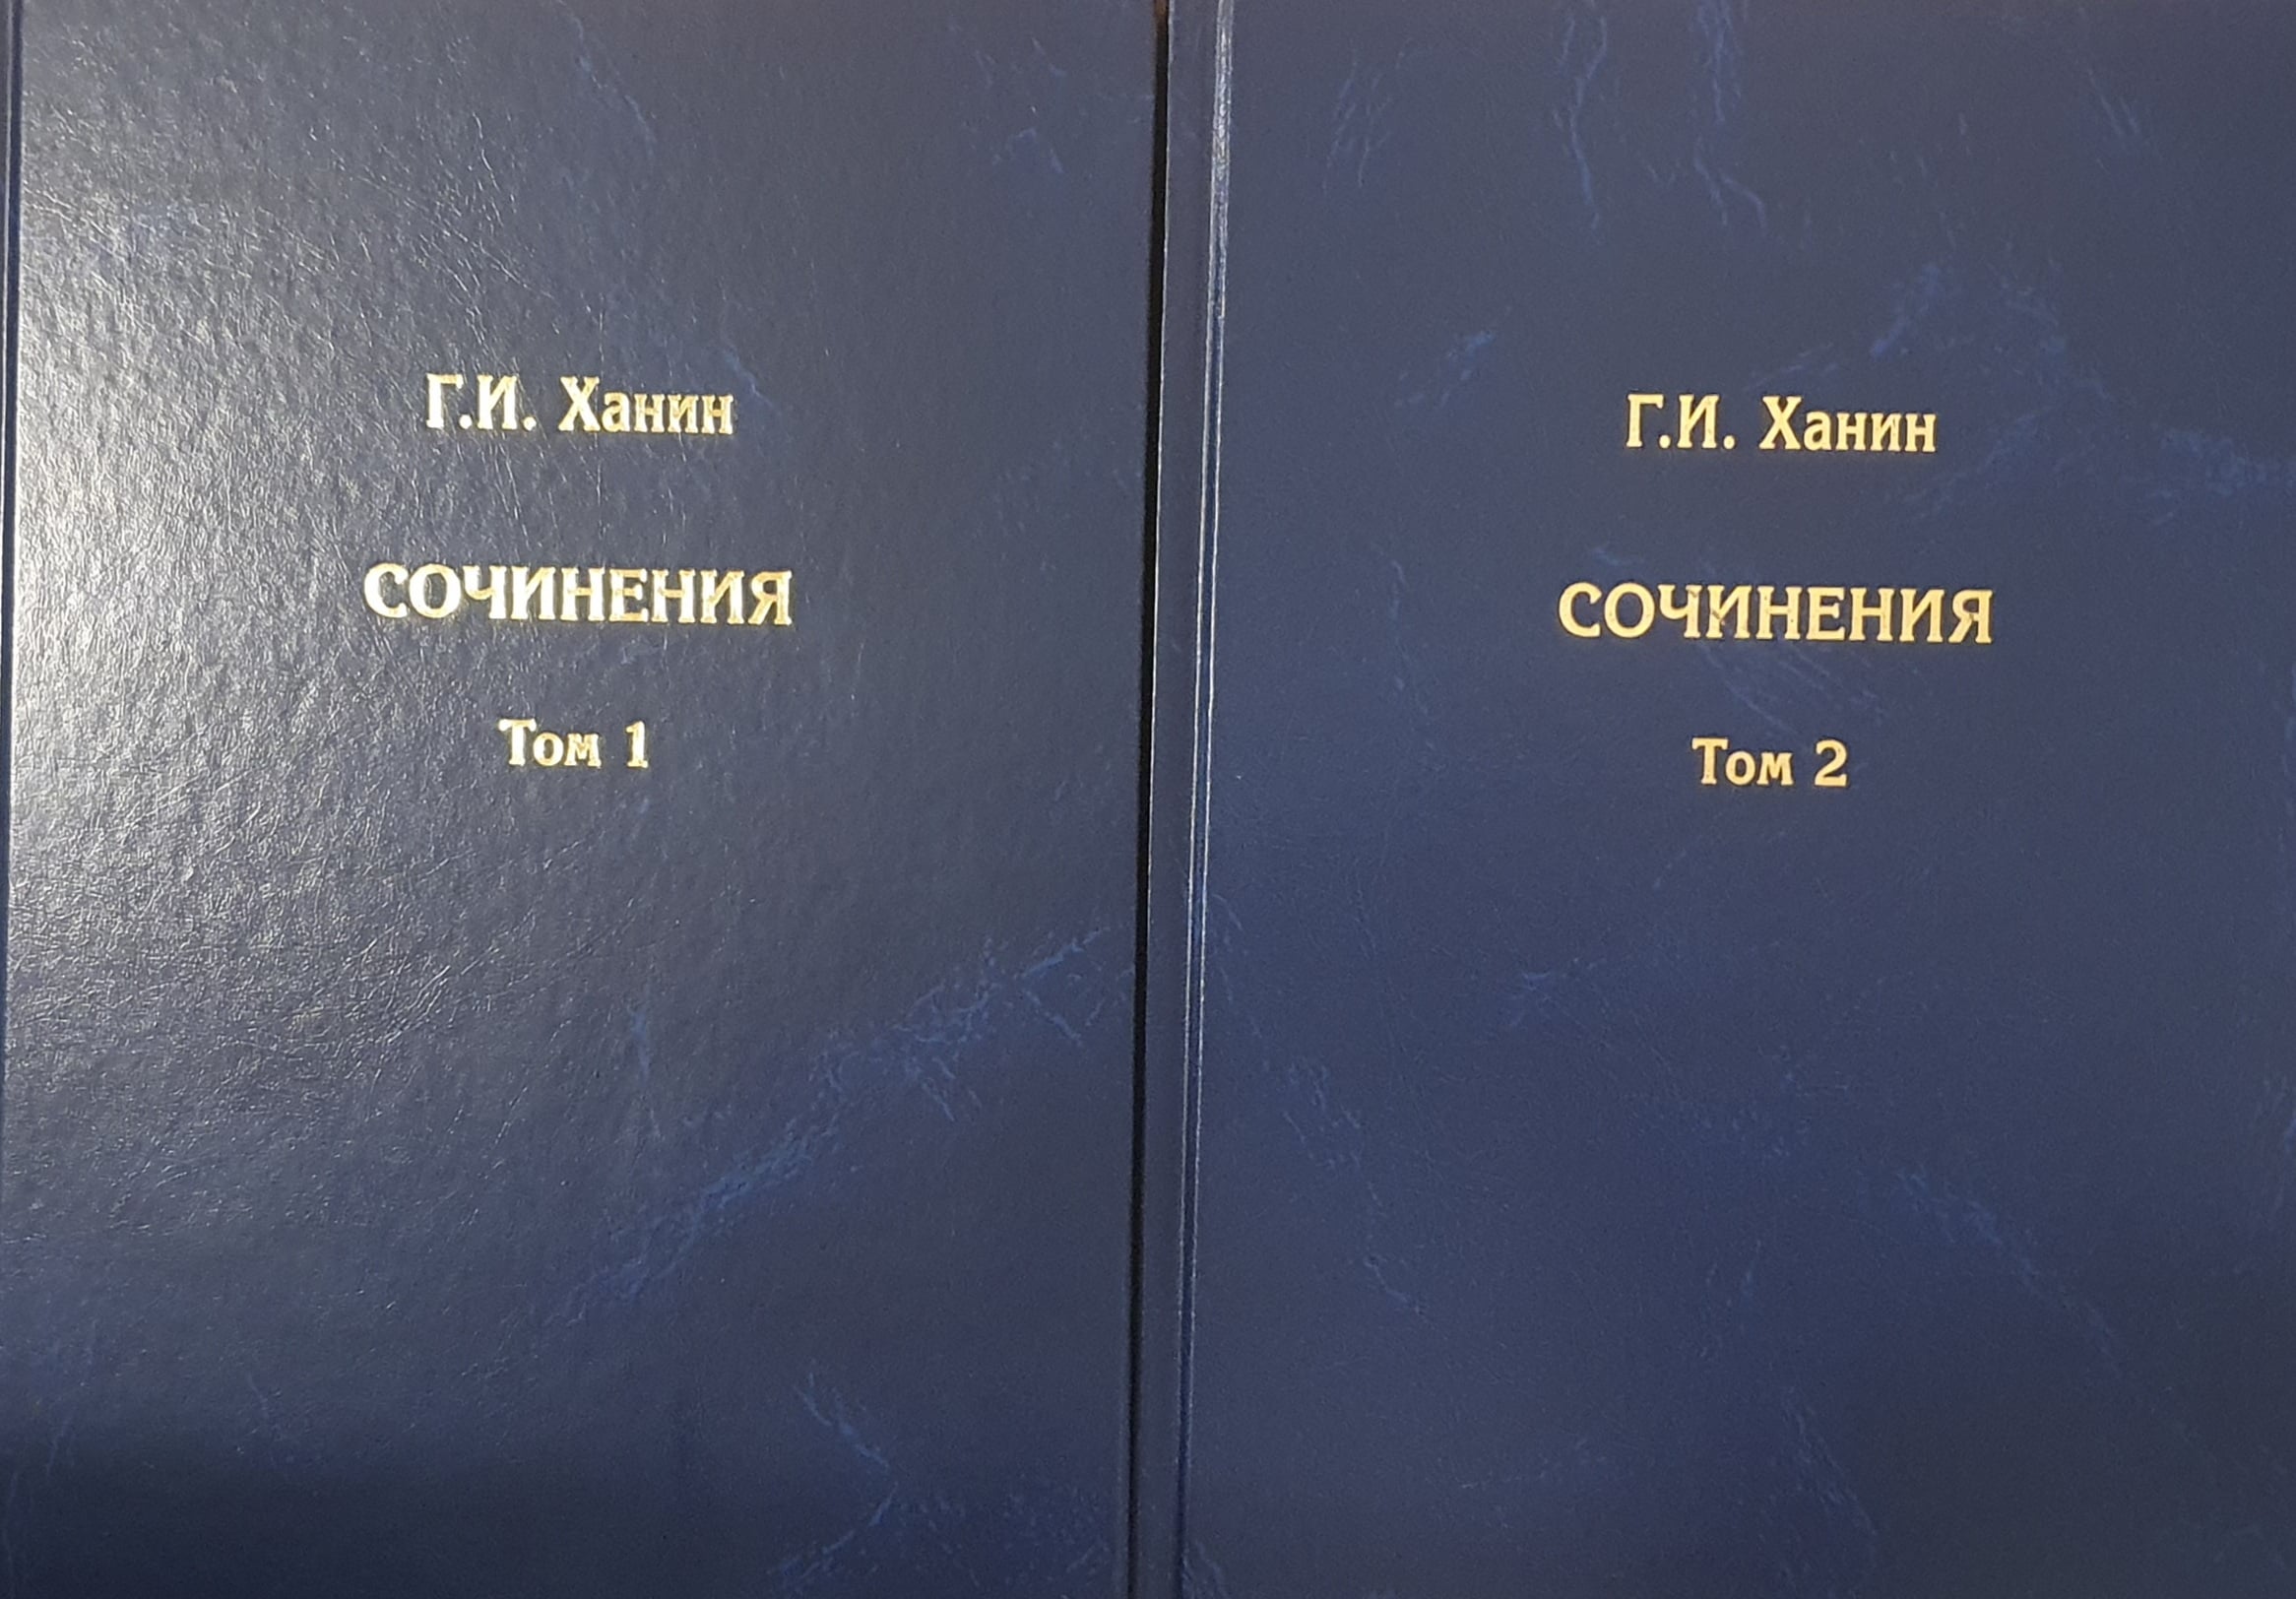 Г.И. Ханин
СОЧИНЕНИЯ
Том 1
Г.И. Ханин
СОЧИНЕНИЯ
Том 2